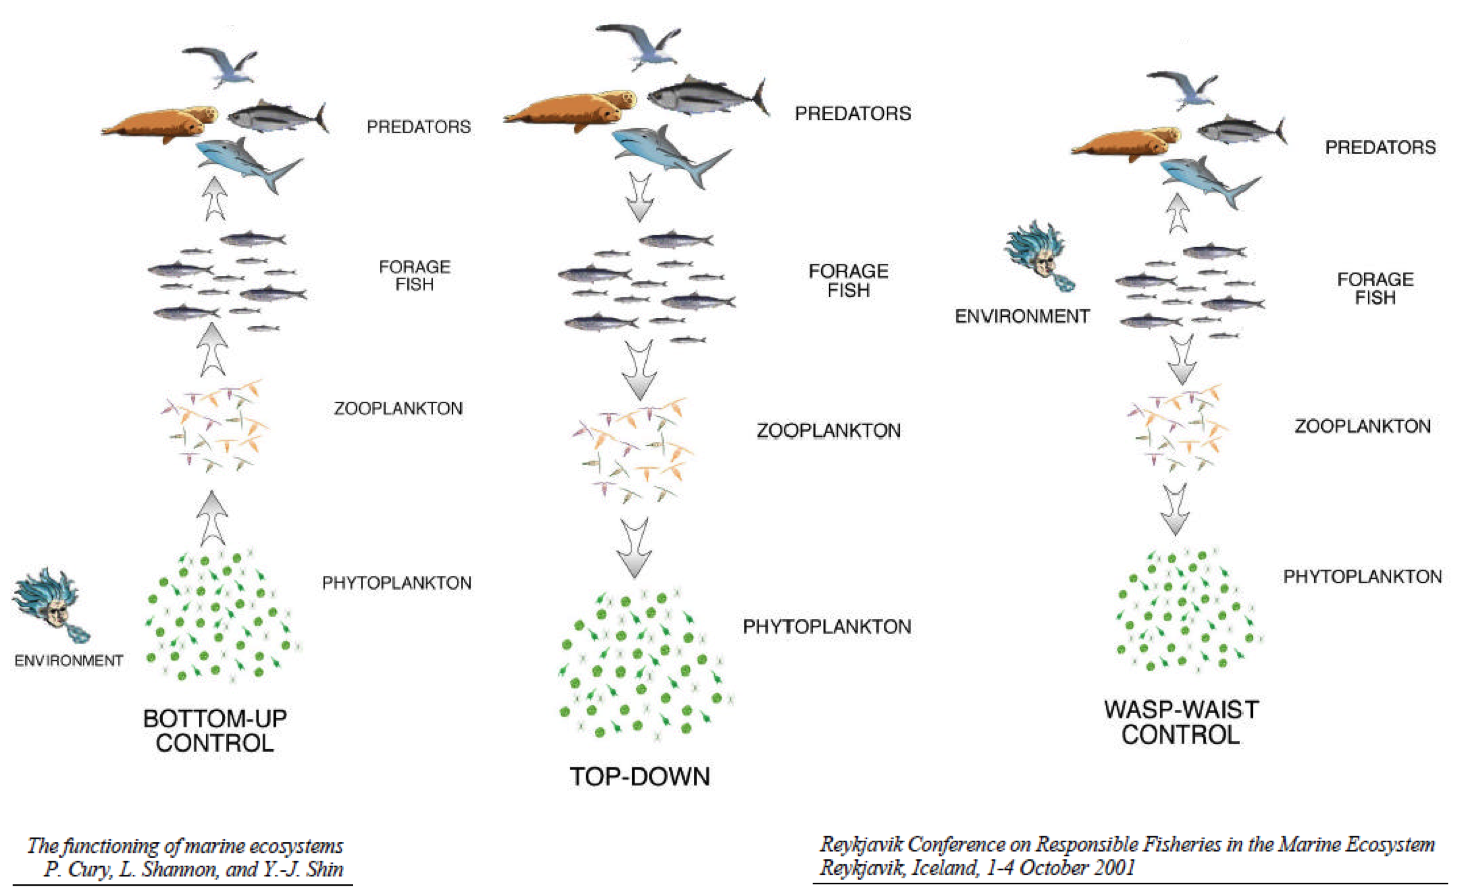 PREDATORS
FORAGE
FISH
ZOOPLANKTON
PHYTOPLANKTON
ENVIRONMENT
BOTTOM-UP
CONTROL
PREDATORS
FORAGE
FISH
ZOOPLANKTON
PHYTOPLANKTON
TOP-DOWN
PREDATORS
ENVIRONMENT
FORAGE
FISH
ZOOPLANKTON
PHYTOPLANKTON
WASP-WAIST
CONTROL
The functioning of marine ecosystems
P. Cury, L. Shannon, and Y.-J. Shin
Reykjavik Conference on Responsible Fisheries in the Marine Ecosystem
Reykjavik, Iceland, 1-4 October 2001